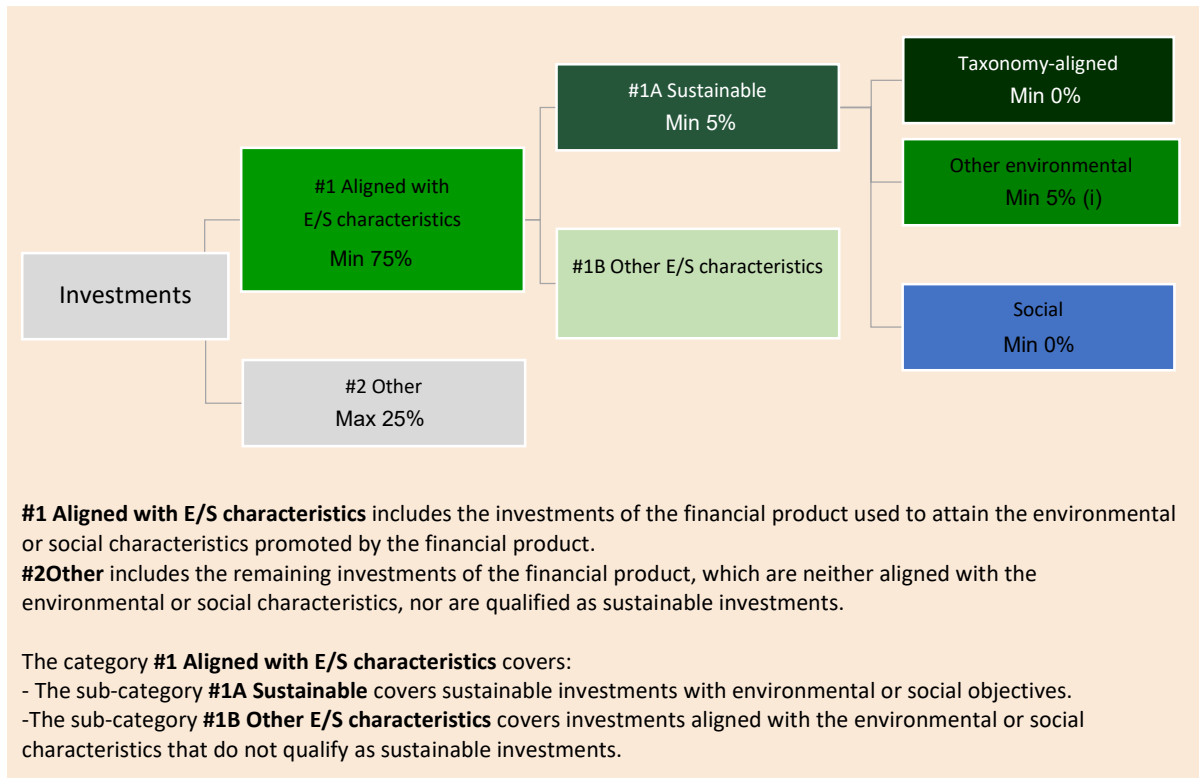 Investments
#1 Aligned with
E/S characteristics
Min 75%
#2 Other
Max 25%
#1A Sustainable
Min 5%
#1B Other E/S characteristics
Taxonomy-aligned
Min 0%
Other environmental
Min 5% (i)
Social
Min 0%
#1 Aligned with E/S characteristics includes the investments of the financial product used to attain the environmental
or social characteristics promoted by the financial product.
#2Other includes the remaining investments of the financial product, which are neither aligned with the
environmental or social characteristics, nor are qualified as sustainable investments.
The category #1 Aligned with E/S characteristics covers:
- The sub-category #1A Sustainable covers sustainable investments with environmental or social objectives.
-The sub-category #1B Other E/S characteristics covers investments aligned with the environmental or social
characteristics that do not qualify as sustainable investments.